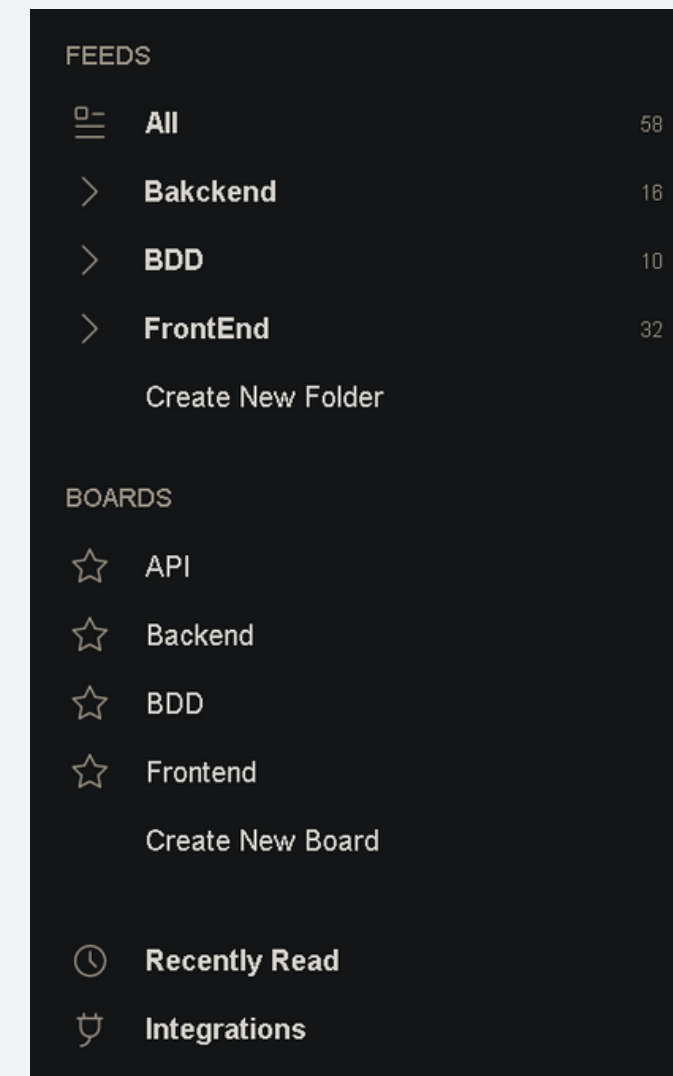 FEEDS
All 58
Bakckend 16
BDD 10
FrontEnd 32
Create New Folder
BOARDS
API
Backend
BDD
Frontend
Create New Board
Recently Read
Integrations